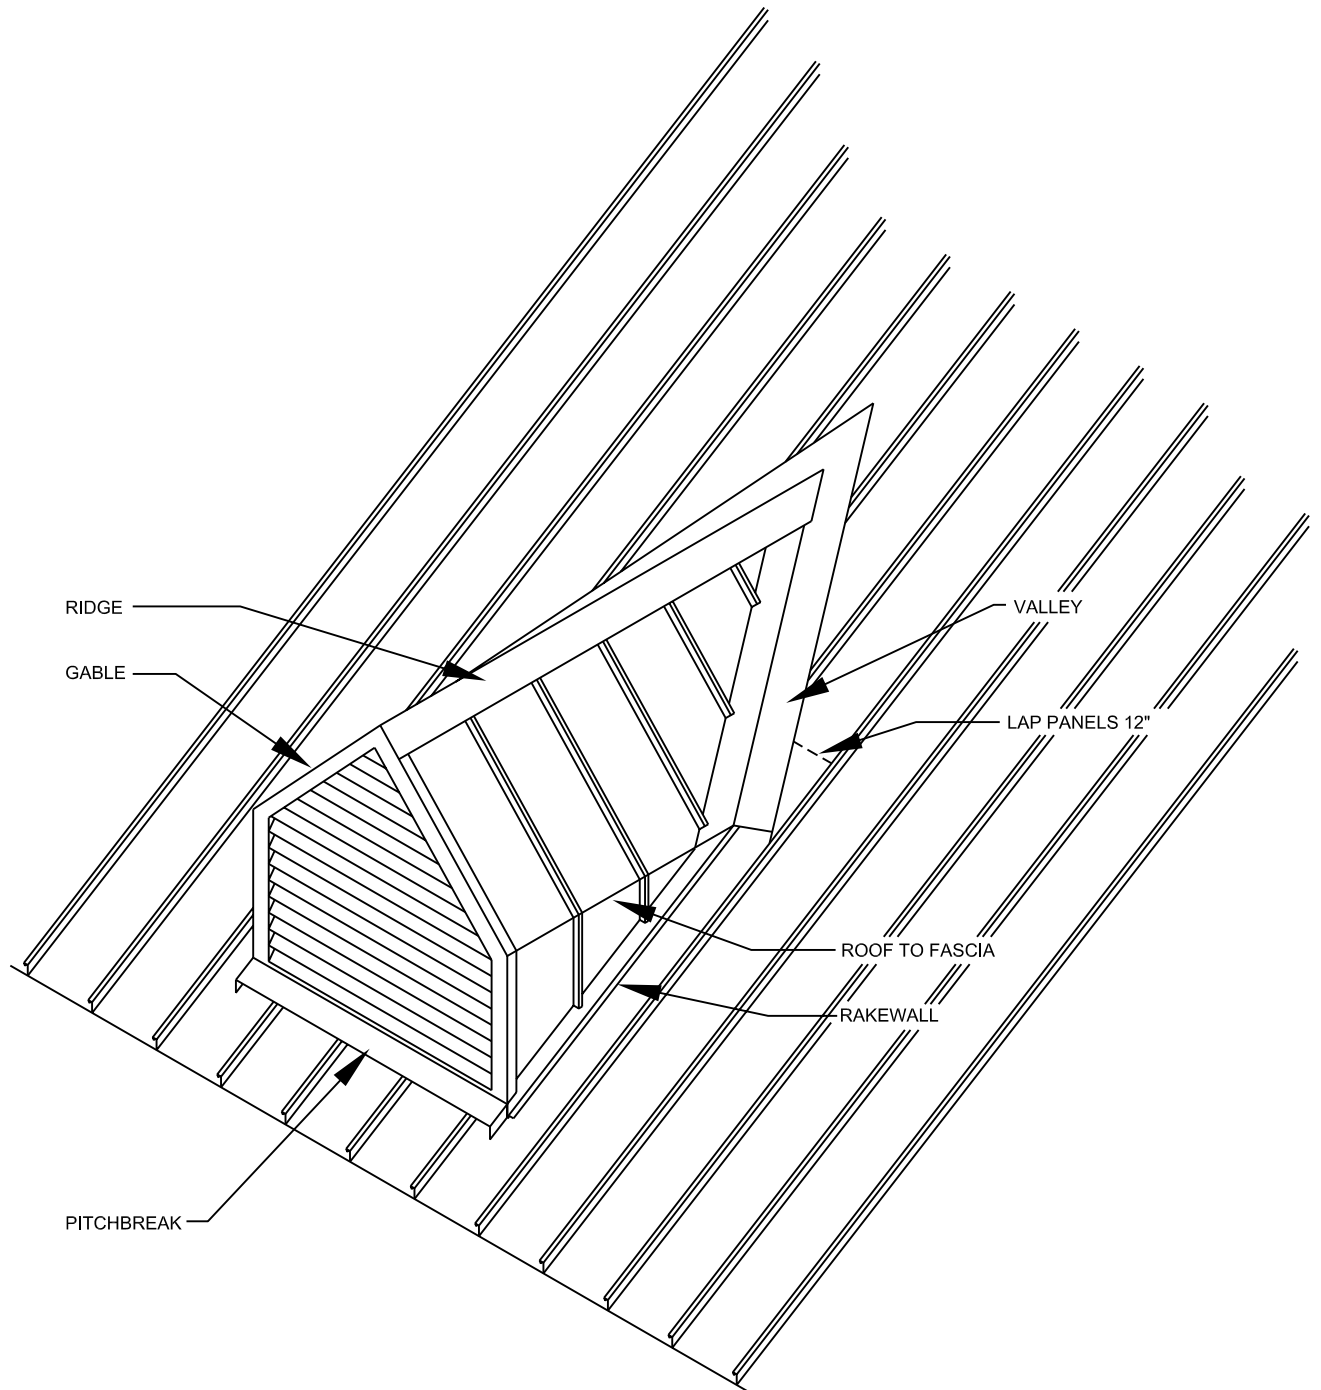 RIDGE
VALLEY
GABLE
LAP PANELS 12"
ROOF TO FASCIA
RAKEWALL
PITCHBREAK